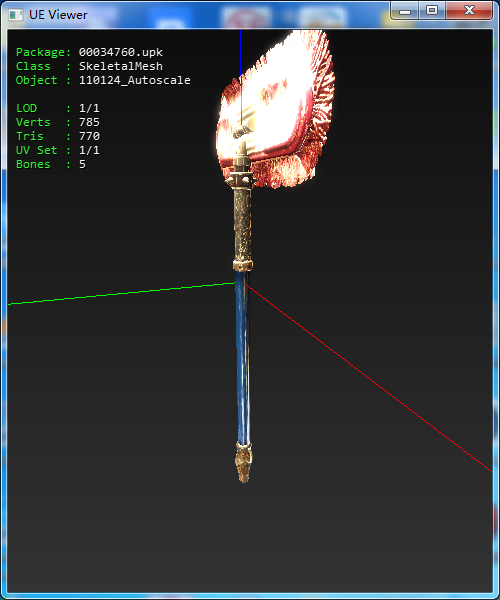 UE Viewer
Package: 00034760.upk
Class : SkeletalMesh
Object : 110124_Autoscale
LOD : 1/1
Verts : 785
Tris : 770
UV Set : 1/1
Bones : 5